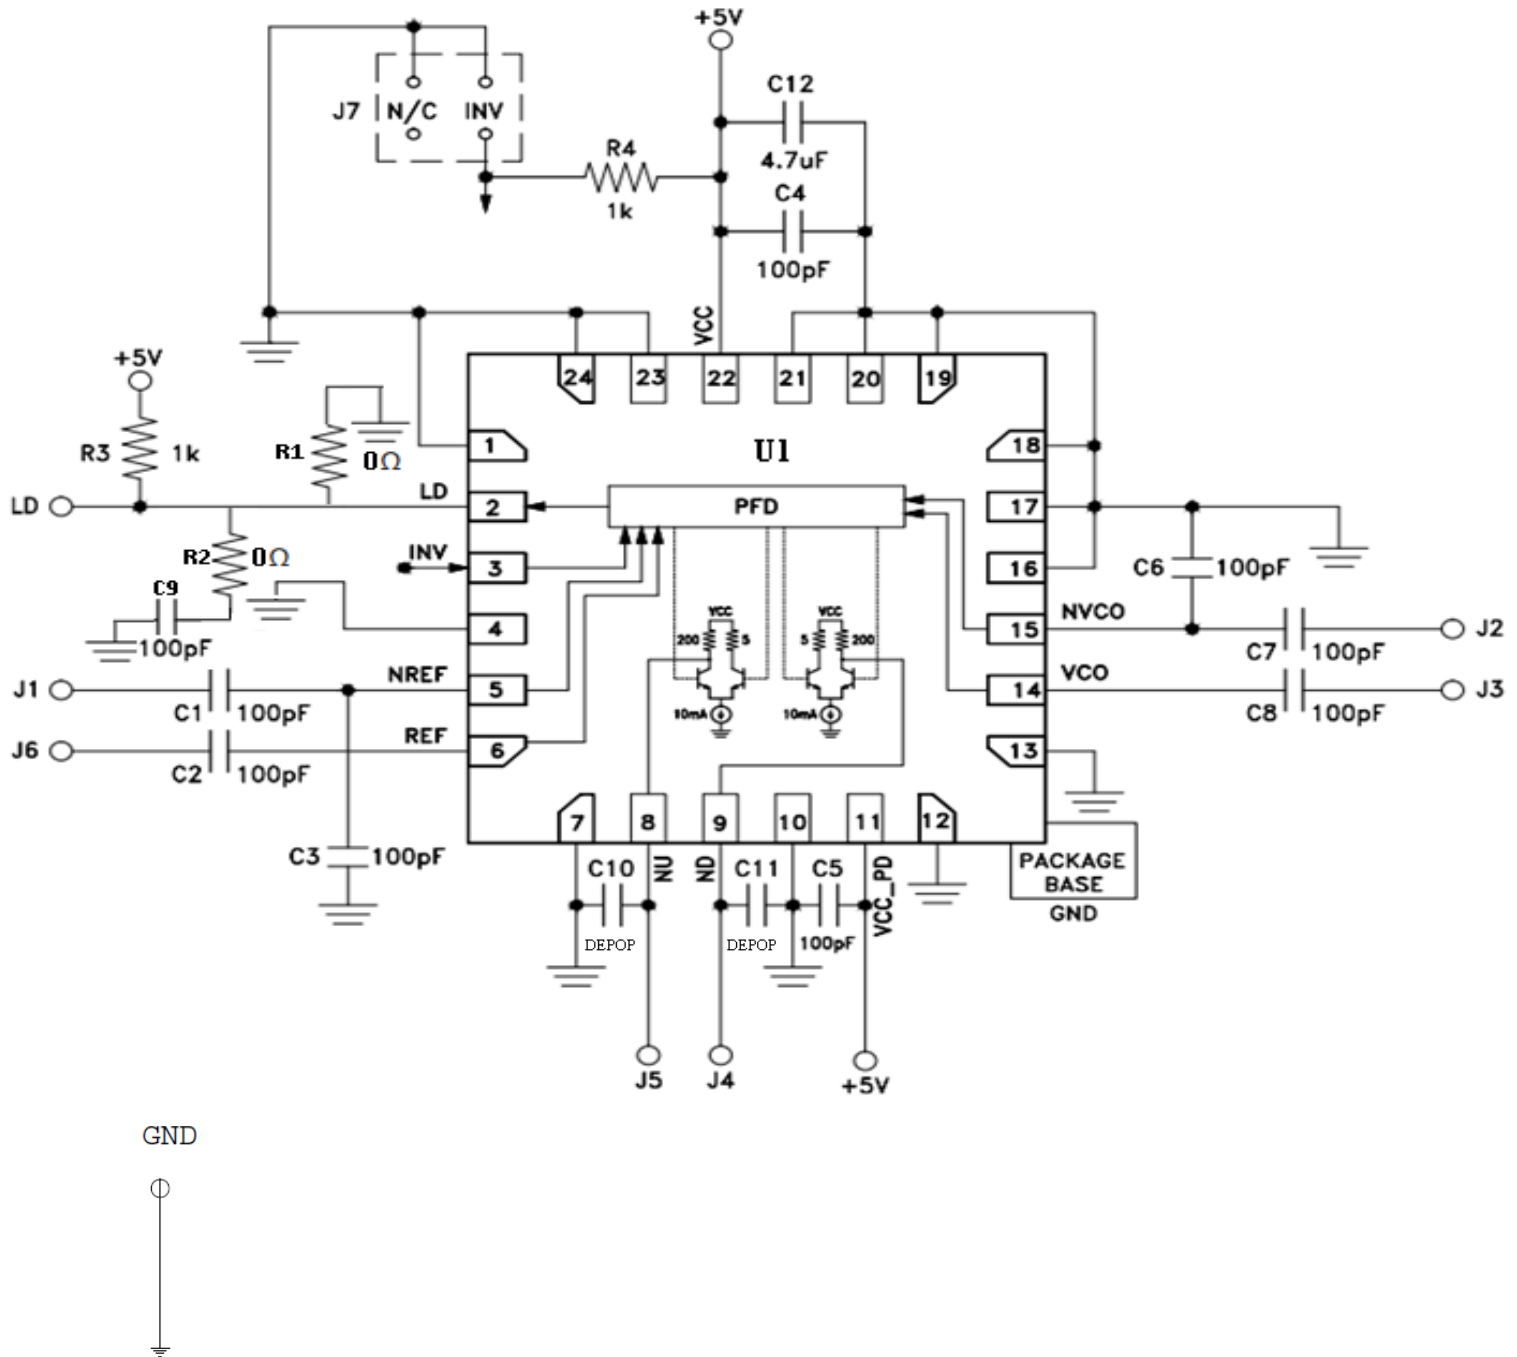 +5V
C12
J7 N/C INV
R4
4.7uF
C4
1k
100pF
VCC
+5V
24 23 22 21 20 19
R3 1k
R1 0Ω
1
U1
18
LD
LD
2
PFD
17
R2 0Ω
INV
3
16
C6 100pF
C9
VCC VCC
NVCO
4
200 5 5 200
15
J2
100pF
C7 100pF
NREF
VCO
J1
5
14
J3
C1 100pF
10mA 10mA
C8 100pF
REF
J6
6
13
C2 100pF
7 8 9 10 11 12
C3 100pF
C10 NU ND C11 C5 VCC_PD
PACKAGE
BASE
GND
DEPOP DEPOP 100pF
J5 J4 +5V
GND